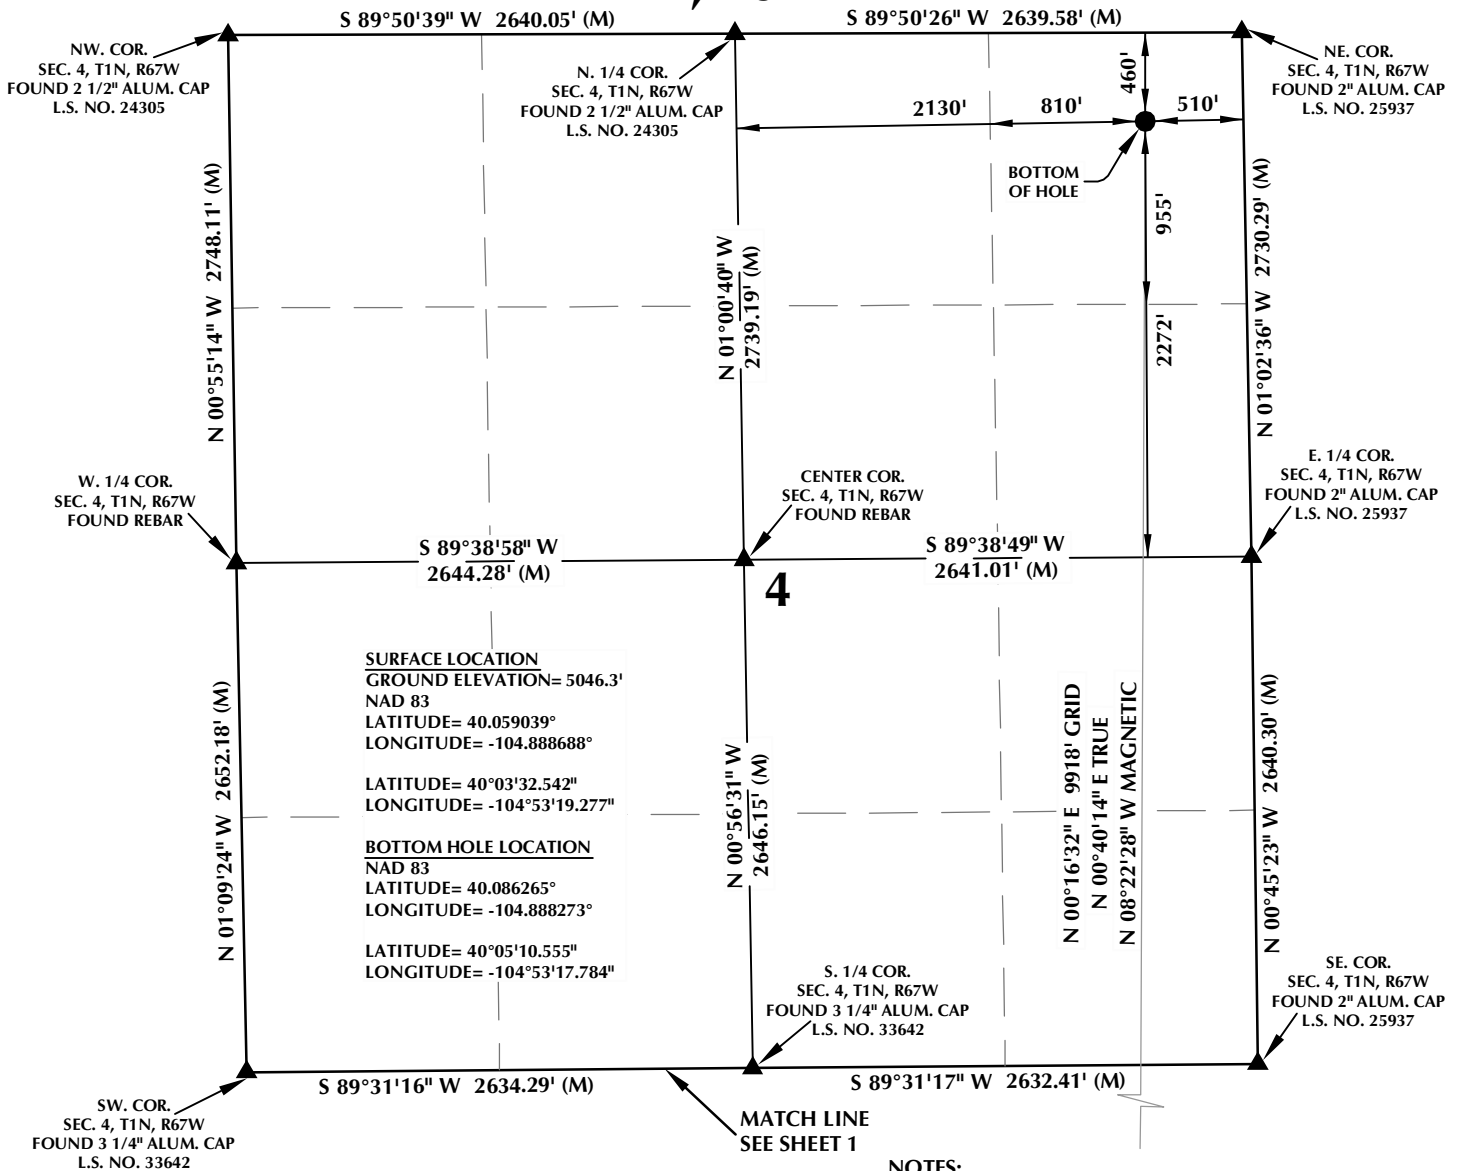 S 89°50'39" W  2640.05' (M)
S 89°50'26" W  2639.58' (M)
NW. COR.
SEC. 4, T1N, R67W
FOUND 2 1/2" ALUM. CAP
L.S. NO. 24305
N. 1/4 COR.
SEC. 4, T1N, R67W
FOUND 2 1/2" ALUM. CAP
L.S. NO. 24305
NE. COR.
SEC. 4, T1N, R67W
FOUND 2" ALUM. CAP
L.S. NO. 25937
460'
2130'
810'
510'
BOTTOM
OF HOLE
955'
2272'
N 00°55'14" W  2748.11' (M)
N 01°00'40" W
2739.19' (M)
N 01°02'36" W  2730.29' (M)
W. 1/4 COR.
SEC. 4, T1N, R67W
FOUND REBAR
CENTER COR.
SEC. 4, T1N, R67W
FOUND REBAR
E. 1/4 COR.
SEC. 4, T1N, R67W
FOUND 2" ALUM. CAP
L.S. NO. 25937
S 89°38'58" W
2644.28' (M)
S 89°38'49" W
2641.01' (M)
4
SURFACE LOCATION
GROUND ELEVATION= 5046.3'
NAD 83
LATITUDE= 40.059039°
LONGITUDE= -104.888688°
LATITUDE= 40°03'32.542"
LONGITUDE= -104°53'19.277"
BOTTOM HOLE LOCATION
NAD 83
LATITUDE= 40.086265°
LONGITUDE= -104.888273°
LATITUDE= 40°05'10.555"
LONGITUDE= -104°53'17.784"
N 01°09'24" W  2652.18' (M)
N 00°56'31" W
2646.15' (M)
N 00°16'32" E  9918' GRID
N 00°40'14" E TRUE
N 08°22'28" W MAGNETIC
N 00°45'23" W  2640.30' (M)
S. 1/4 COR.
SEC. 4, T1N, R67W
FOUND 3 1/4" ALUM. CAP
L.S. NO. 33642
SE. COR.
SEC. 4, T1N, R67W
FOUND 2" ALUM. CAP
L.S. NO. 25937
S 89°31'16" W  2634.29' (M)
S 89°31'17" W  2632.41' (M)
SW. COR.
SEC. 4, T1N, R67W
FOUND 3 1/4" ALUM. CAP
L.S. NO. 33642
MATCH LINE
SEE SHEET 1
NOTES: